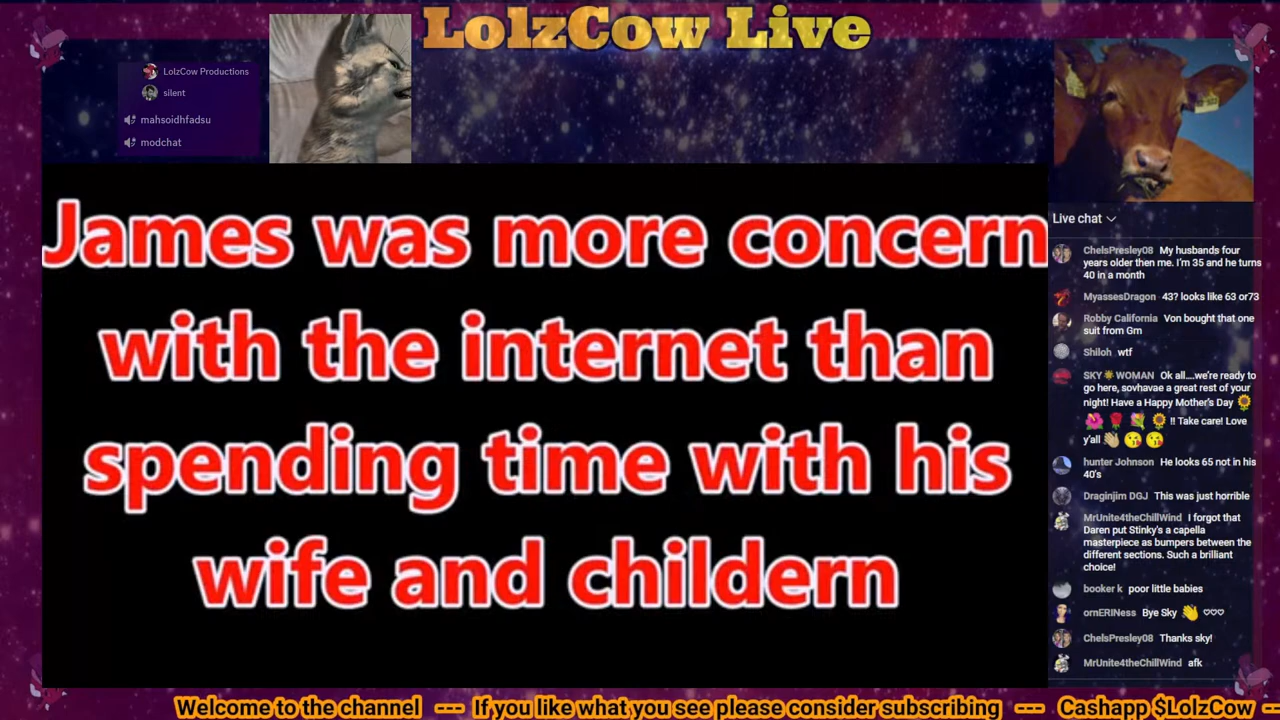 LolzCow Live
LolzCow Productions
silent
mahsoidhfadsu
modchat
James was more concern
with the internet than
spending time with his
wife and childern
Live chat
ChelsPresley08 My husbands four
years older then me. I'm 35 and he turns
40 in a month
MyassesDragon 43? looks like 63 or73
Robby California Von bought that one
suit from Gm
Shiloh wtf
SKY🌻WOMAN Ok all....we're ready to
go here, sovhavae a great rest of your
night! Have a Happy Mother's Day 🌻
🌺 🌹 💐 🌻 !! Take care! Love
y'all 👋🏼 😘 😘
hunter Johnson He looks 65 not in his
40's
Draginjim DGJ This was just horrible
MrUnite4theChillWind I forgot that
Daren put Stinky's a capella
masterpiece as bumpers between the
different sections. Such a brilliant
choice!
booker k poor little babies
ornERINess Bye Sky 👋 ♡♡♡
ChelsPresley08 Thanks sky!
MrUnite4theChillWind afk
Welcome to the channel --- If you like what you see please consider subscribing --- Cashapp $LolzCow --